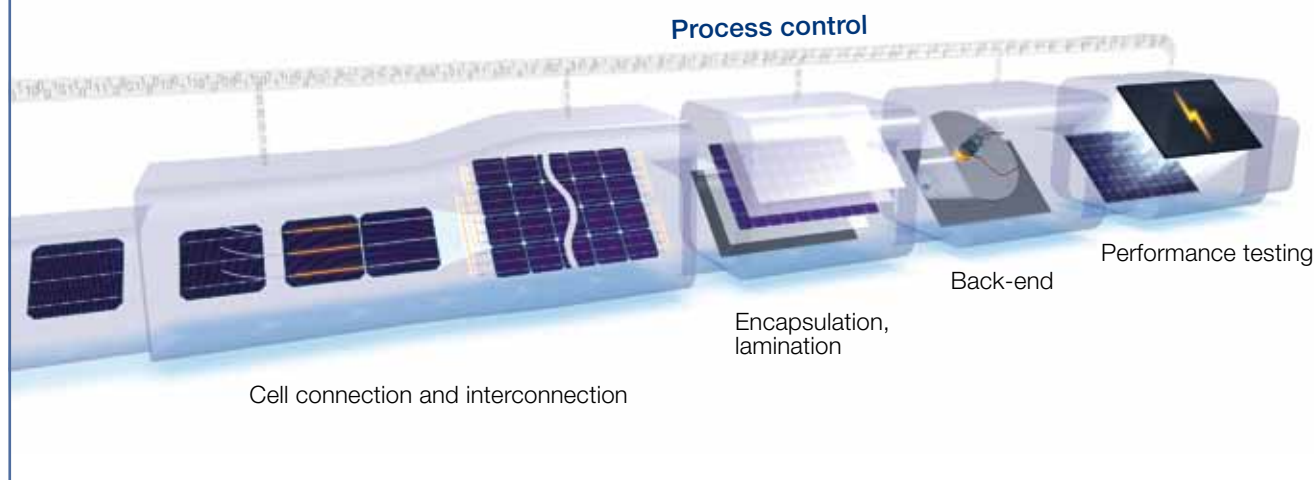 Process control
Performance testing
Back-end
Encapsulation,
lamination
Cell connection and interconnection